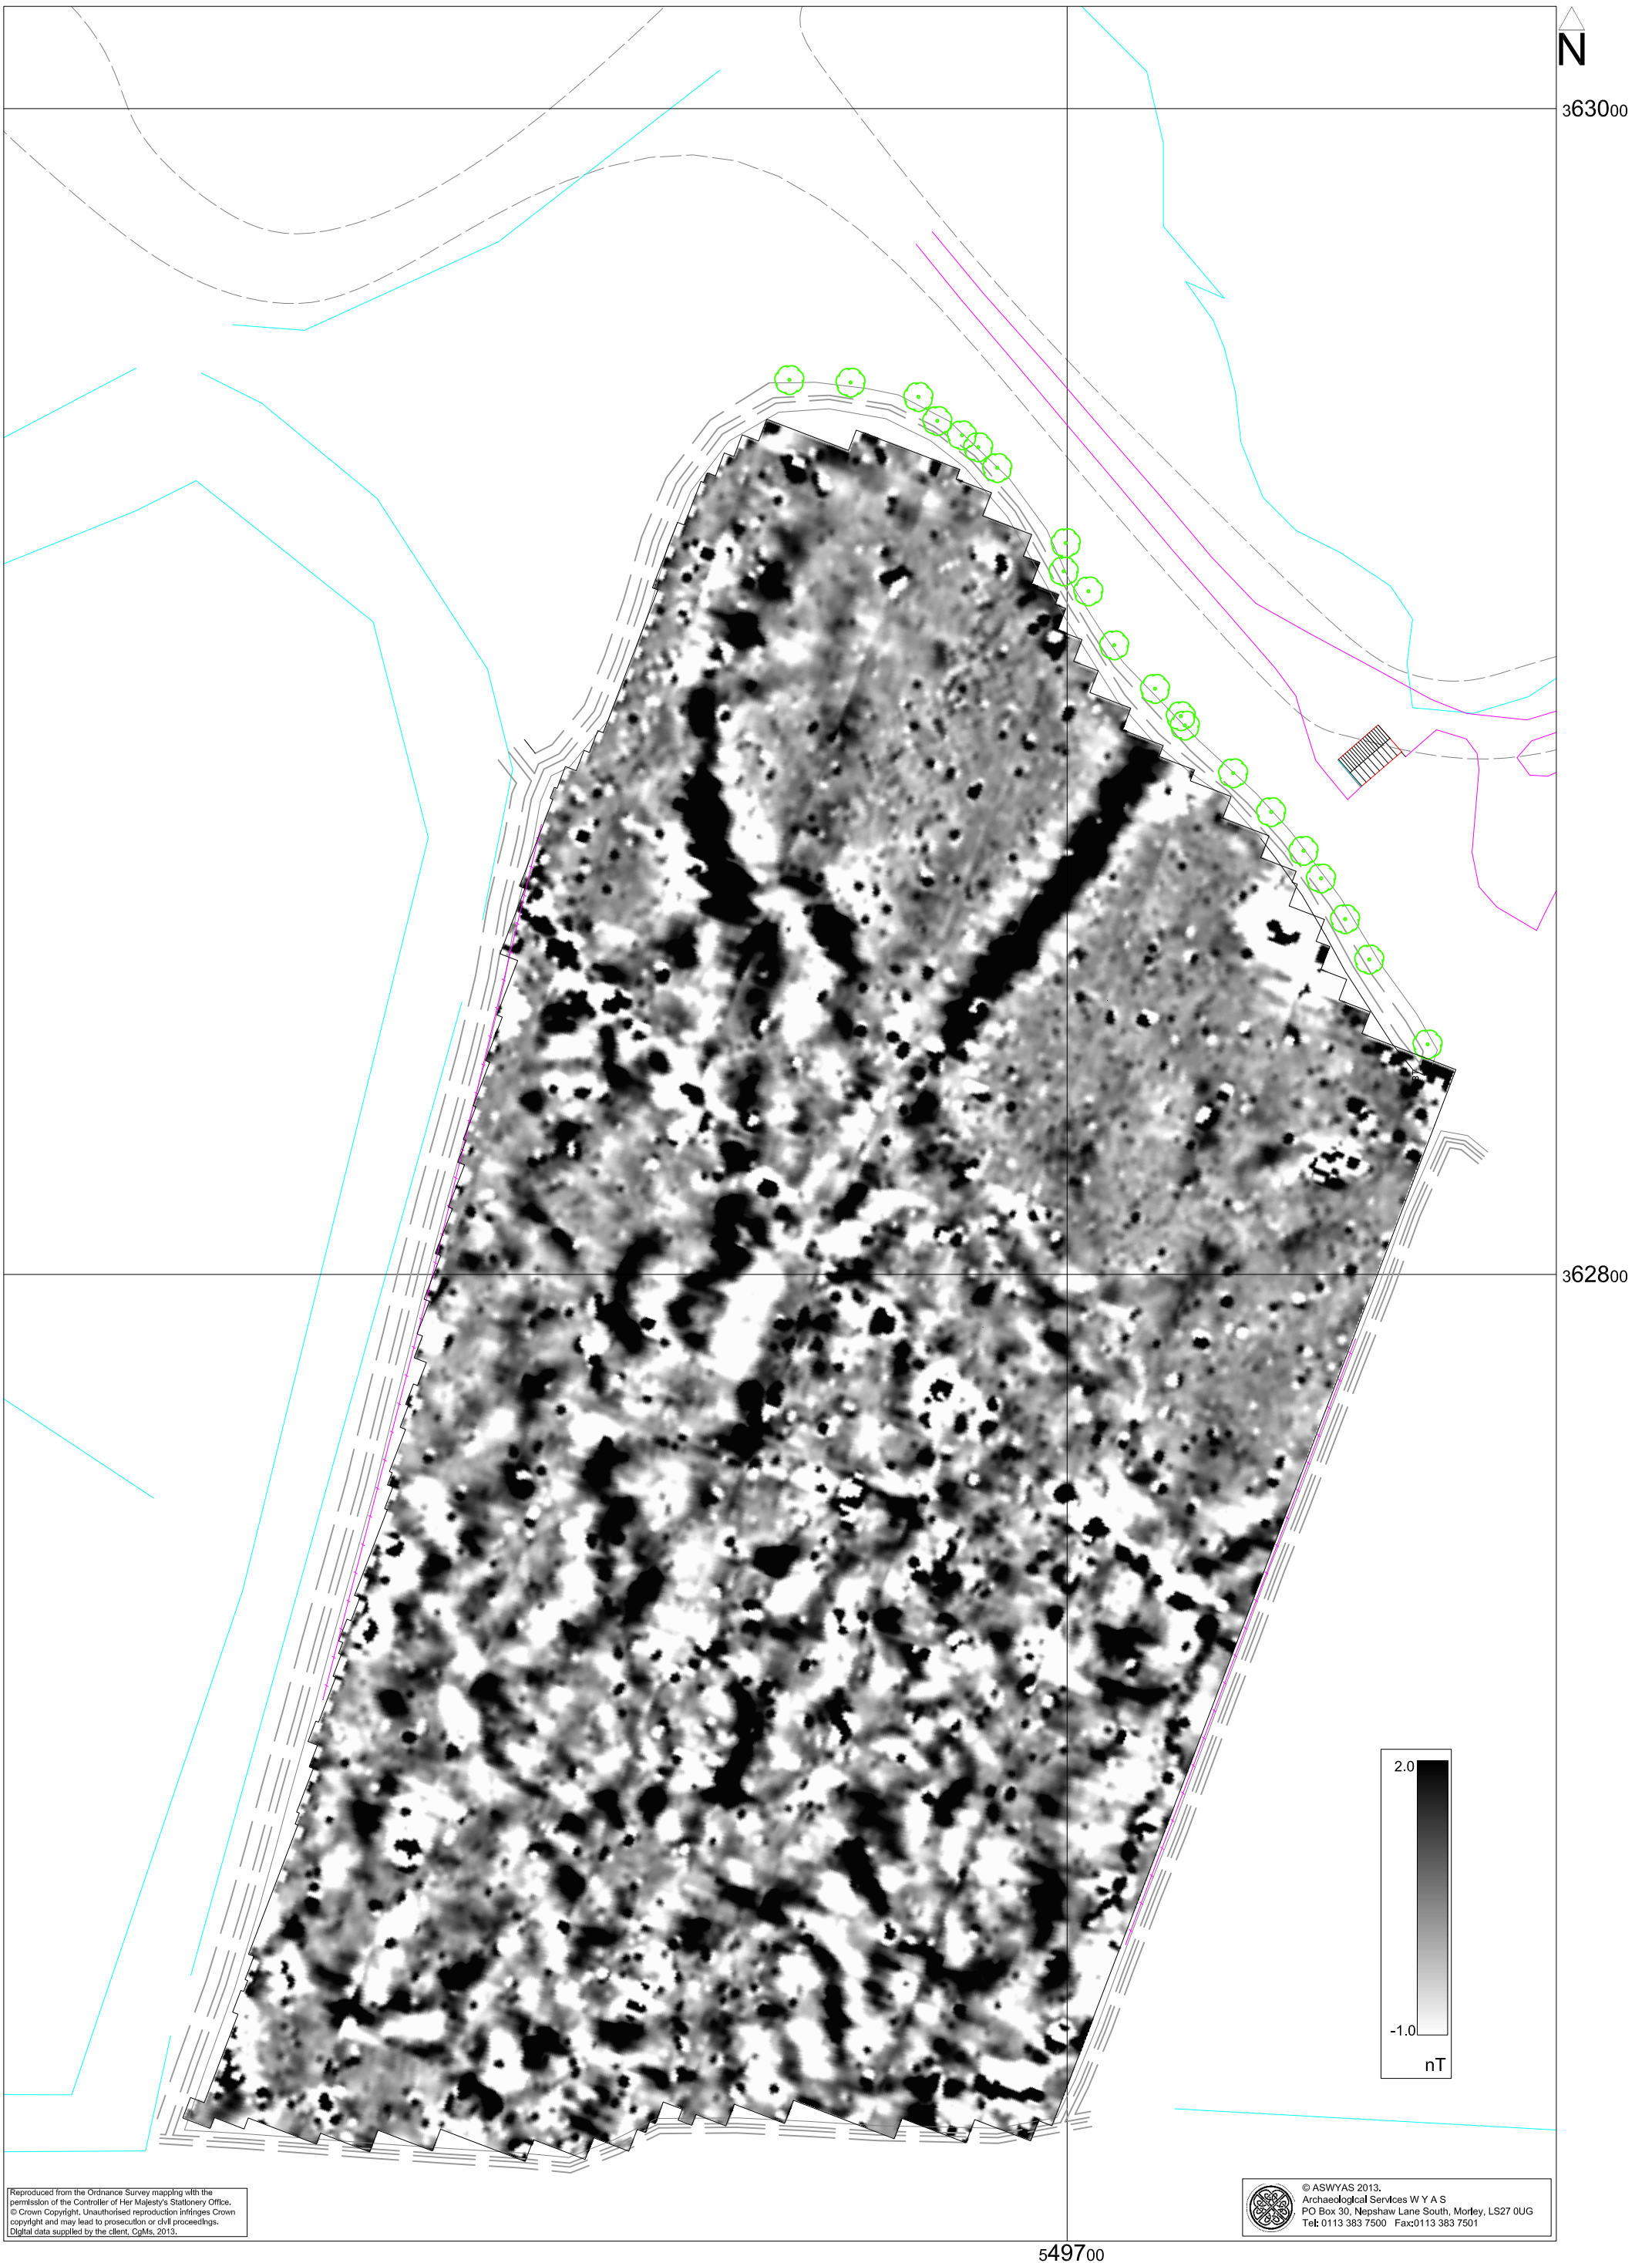 N
363000
362800
2.0
-1.0
nT
Reproduced from the Ordnance Survey mapping with the
permission of the Controller of Her Majesty's Stationery Office.
© Crown Copyright. Unauthorised reproduction infringes Crown
copyright and may lead to prosecution or civil proceedings.
Digital data supplied by the client, CgMs, 2013.
© ASWYAS 2013.
Archaeological Services W Y A S
PO Box 30, Nepshaw Lane South, Morley, LS27 0UG
Tel: 0113 383 7500 Fax:0113 383 7501
549700